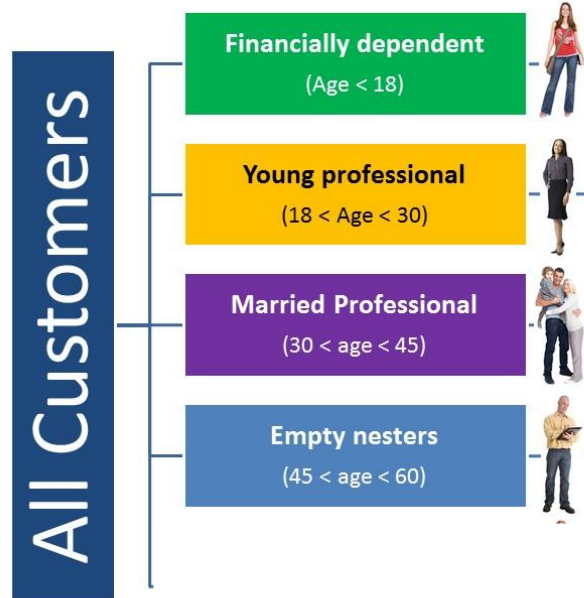 All Customers
Financially dependent
(Age < 18)
Young professional
(18 < Age < 30)
Married Professional
(30 < age < 45)
Empty nesters
(45 < age < 60)